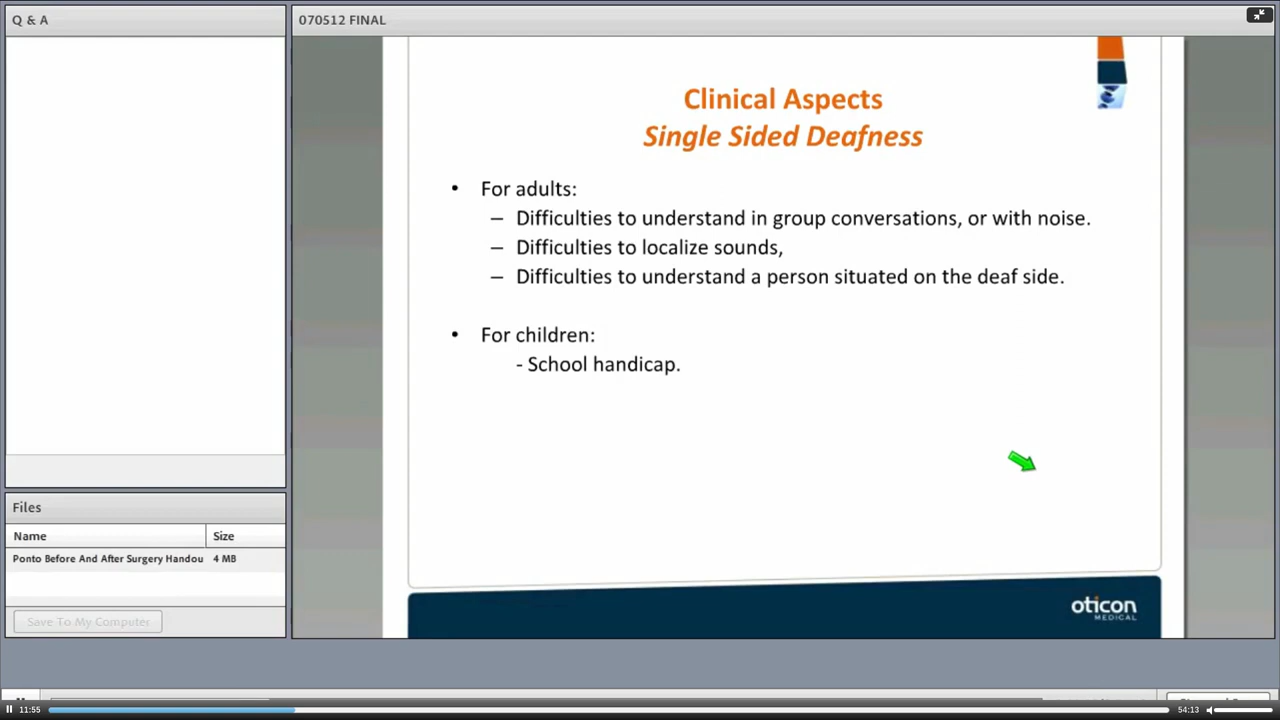 Q & A
070512 FINAL
Clinical Aspects
Single Sided Deafness
• For adults:
– Difficulties to understand in group conversations, or with noise.
– Difficulties to localize sounds,
– Difficulties to understand a person situated on the deaf side.
• For children:
- School handicap.
oticon
MEDICAL
Files
Name Size
Ponto Before And After Surgery Handou 4 MB
Save To My Computer
11:55 54:13